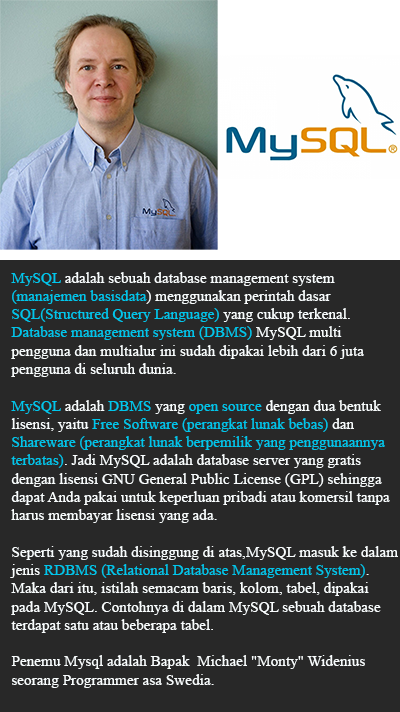 MySQL
MySQL®
MySQL adalah sebuah database management system
(manajemen basisdata) menggunakan perintah dasar
SQL(Structured Query Language) yang cukup terkenal.
Database management system (DBMS) MySQL multi
pengguna dan multialur ini sudah dipakai lebih dari 6 juta
pengguna di seluruh dunia.
MySQL adalah DBMS yang open source dengan dua bentuk
lisensi, yaitu Free Software (perangkat lunak bebas) dan
Shareware (perangkat lunak berpemilik yang penggunaannya
terbatas). Jadi MySQL adalah database server yang gratis
dengan lisensi GNU General Public License (GPL) sehingga
dapat Anda pakai untuk keperluan pribadi atau komersil tanpa
harus membayar lisensi yang ada.
Seperti yang sudah disinggung di atas,MySQL masuk ke dalam
jenis RDBMS (Relational Database Management System).
Maka dari itu, istilah semacam baris, kolom, tabel, dipakai
pada MySQL. Contohnya di dalam MySQL sebuah database
terdapat satu atau beberapa tabel.
Penemu Mysql adalah Bapak  Michael "Monty" Widenius
seorang Programmer asa Swedia.